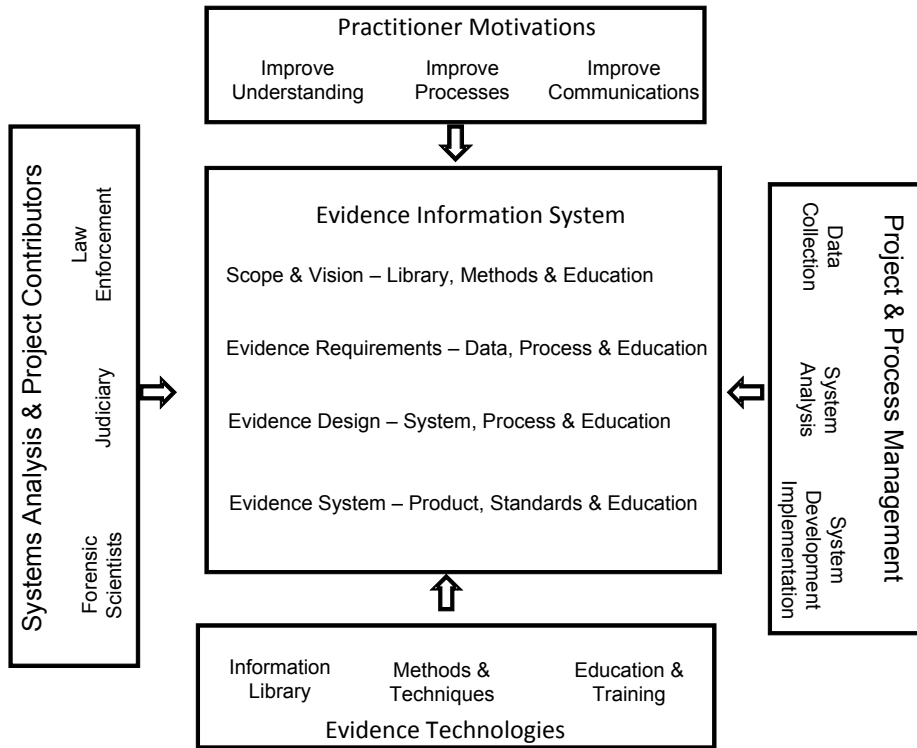 Practitioner Motivations
Improve
Understanding
Improve
Processes
Improve
Communications
Systems Analysis & Project Contributors
Law
Enforcement
Judiciary
Forensic
Scientists
Evidence Information System
Scope & Vision – Library, Methods & Education
Evidence Requirements – Data, Process & Education
Evidence Design – System, Process & Education
Evidence System – Product, Standards & Education
Project & Process Management
Data
Collection
System
Analysis
System
Development
Implementation
Information
Library
Methods &
Techniques
Education &
Training
Evidence Technologies